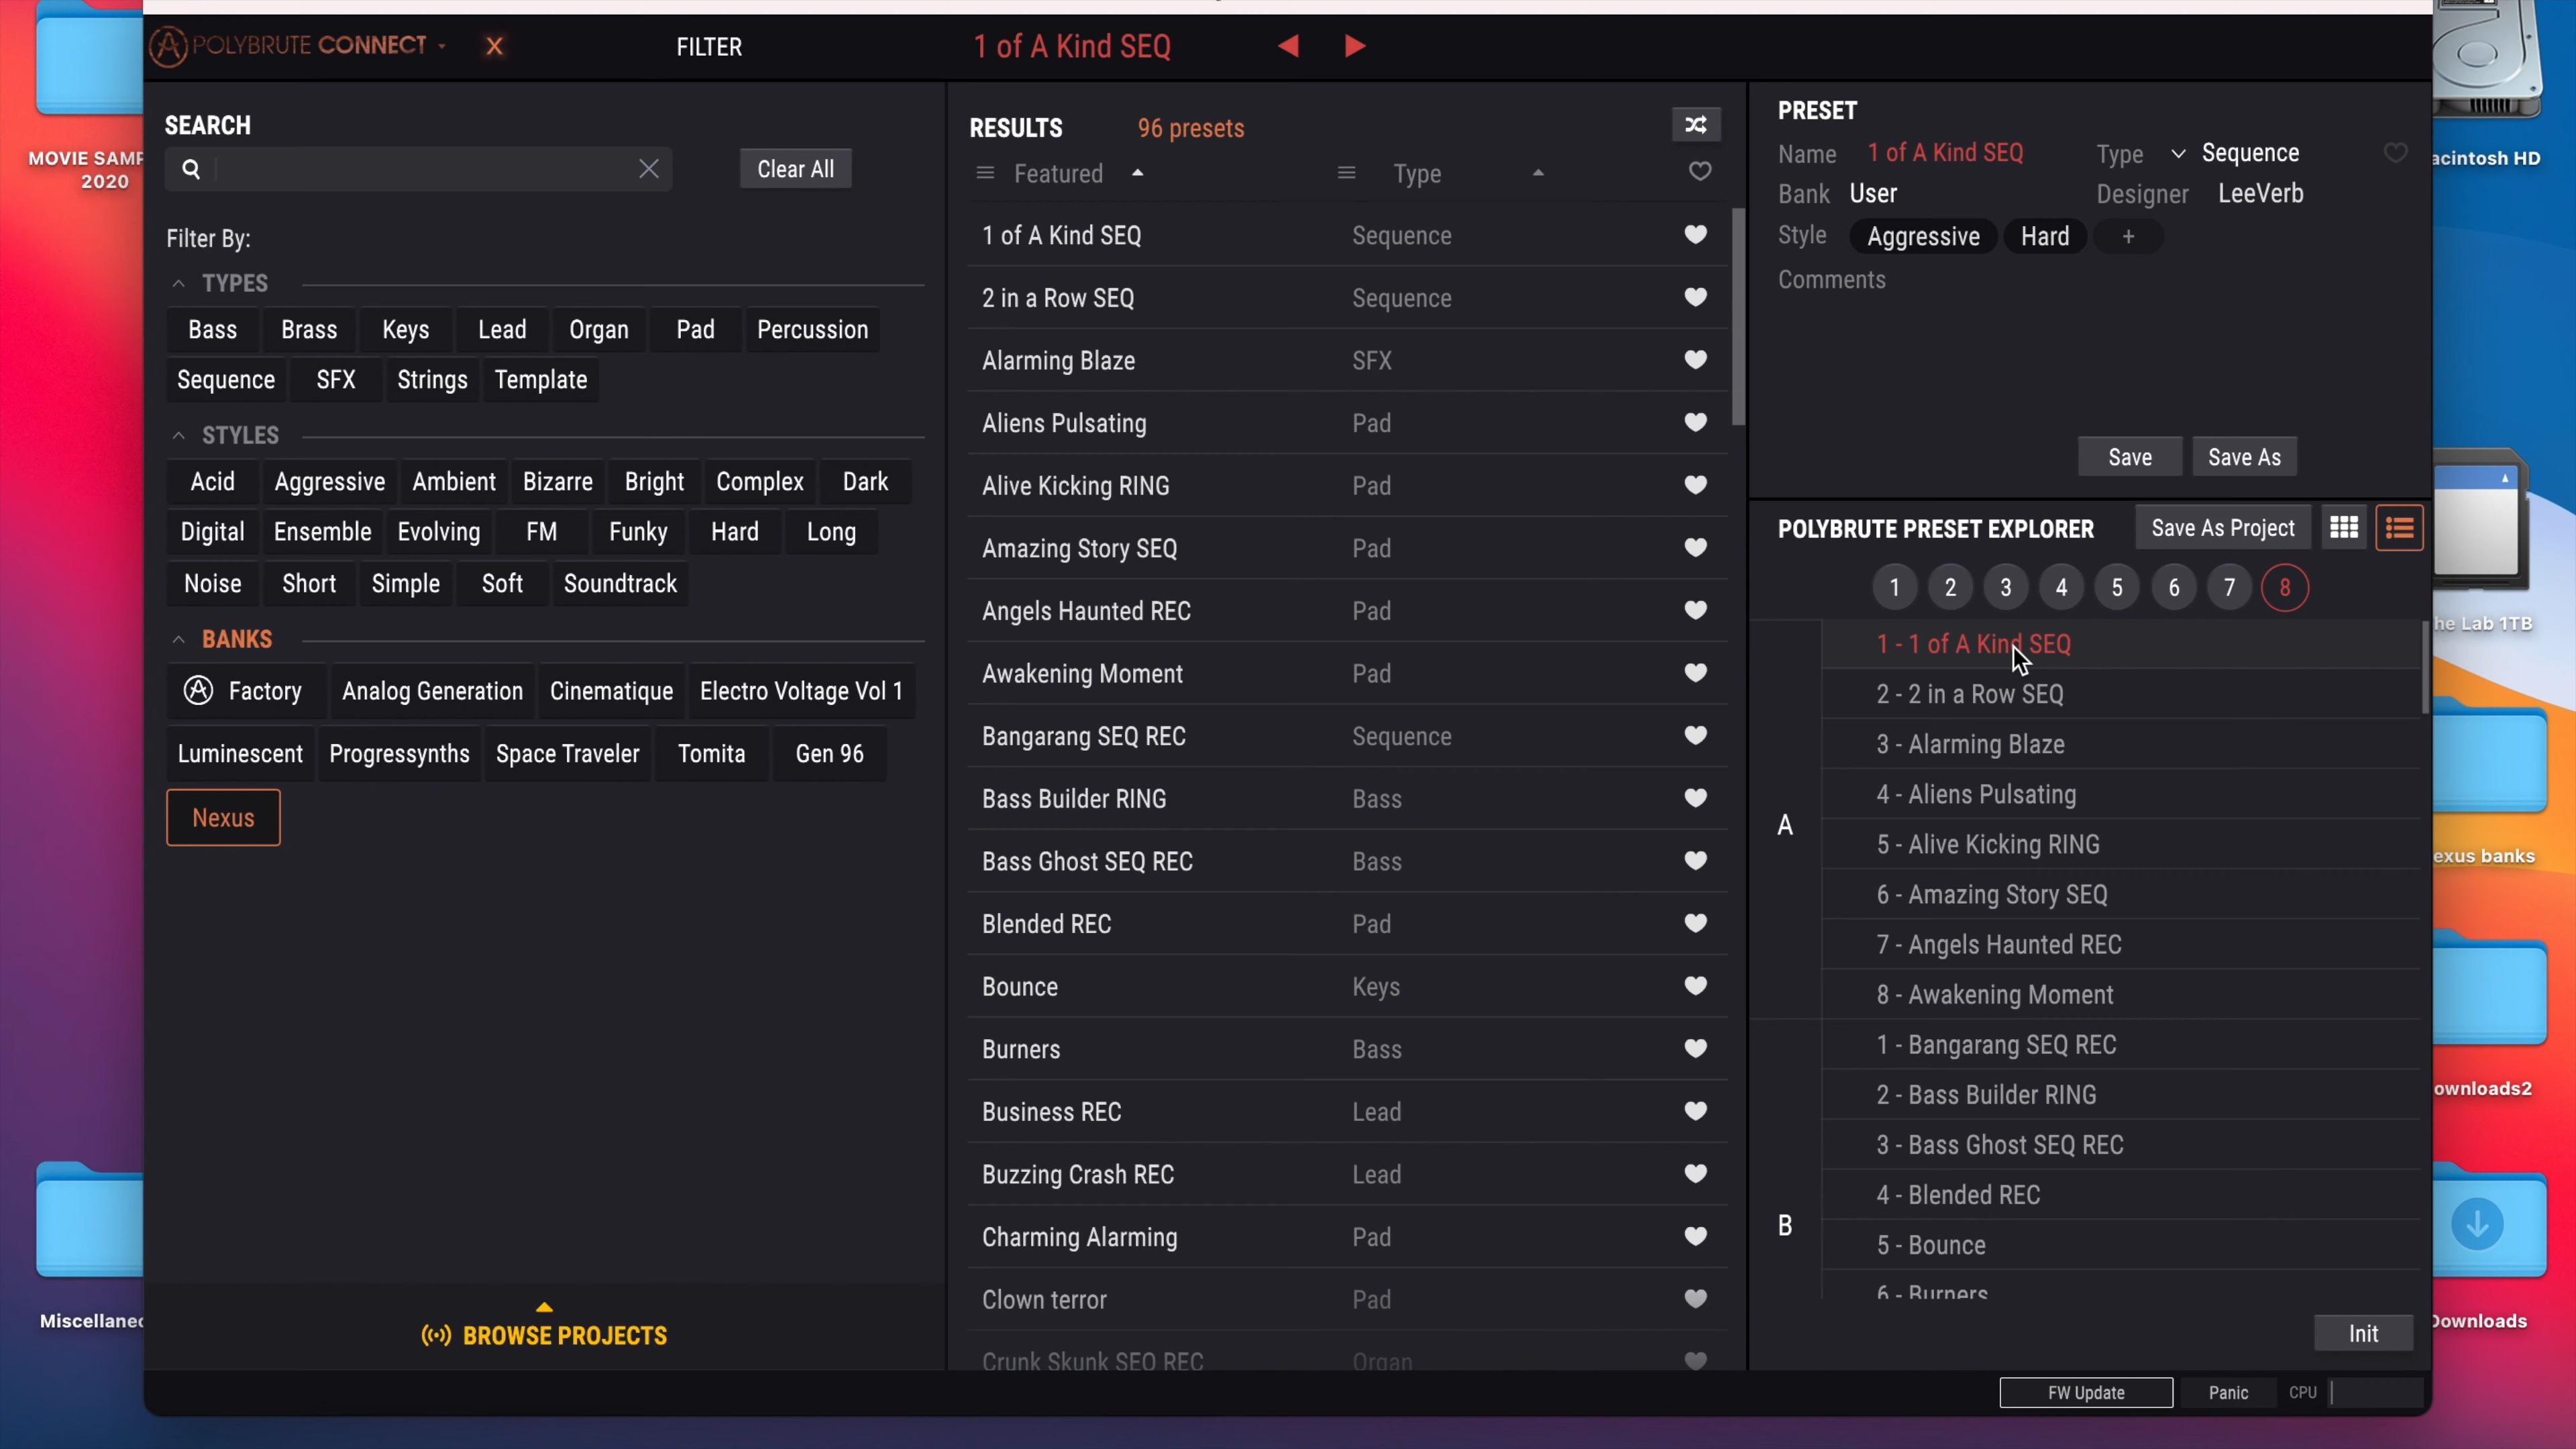 POLYBRUTE CONNECT
X
FILTER
1 of A Kind SEQ
SEARCH
Clear All
Filter By:
TYPES
Bass Brass Keys Lead Organ Pad Percussion
Sequence SFX Strings Template
STYLES
Acid Aggressive Ambient Bizarre Bright Complex Dark
Digital Ensemble Evolving FM Funky Hard Long
Noise Short Simple Soft Soundtrack
BANKS
Factory Analog Generation Cinematique Electro Voltage Vol 1
Luminescent Progressynths Space Traveler Tomita Gen 96
Nexus
BROWSE PROJECTS
RESULTS 96 presets
Featured Type
1 of A Kind SEQ Sequence
2 in a Row SEQ Sequence
Alarming Blaze SFX
Aliens Pulsating Pad
Alive Kicking RING Pad
Amazing Story SEQ Pad
Angels Haunted REC Pad
Awakening Moment Pad
Bangarang SEQ REC Sequence
Bass Builder RING Bass
Bass Ghost SEQ REC Bass
Blended REC Pad
Bounce Keys
Burners Bass
Business REC Lead
Buzzing Crash REC Lead
Charming Alarming Pad
Clown terror Pad
Crunk Skunk SEQ REC Organ
PRESET
Name 1 of A Kind SEQ Type Sequence
Bank User Designer LeeVerb
Style Aggressive Hard +
Comments
Save Save As
POLYBRUTE PRESET EXPLORER Save As Project
1 2 3 4 5 6 7 8
A
1 - 1 of A Kind SEQ
2 - 2 in a Row SEQ
3 - Alarming Blaze
4 - Aliens Pulsating
5 - Alive Kicking RING
6 - Amazing Story SEQ
7 - Angels Haunted REC
8 - Awakening Moment
B
1 - Bangarang SEQ REC
2 - Bass Builder RING
3 - Bass Ghost SEQ REC
4 - Blended REC
5 - Bounce
6 - Burners
Init
FW Update Panic CPU
MOVIE SAMP
2020
Miscellanec
acintosh HD
he Lab 1TB
exus banks
ownloads2
Downloads